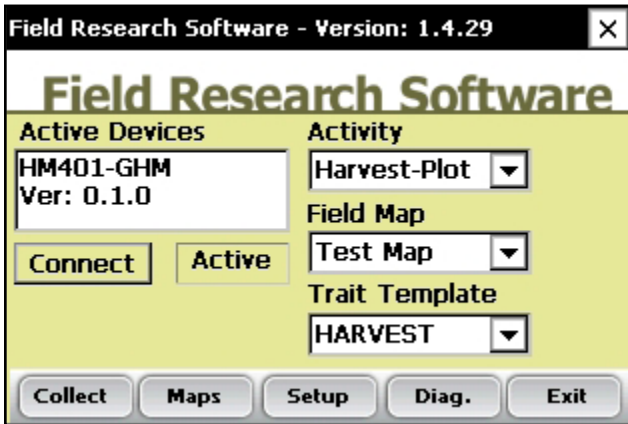 Field Research Software - Version: 1.4.29
Field Research Software
Active Devices
HM401-GHM
Ver: 0.1.0
Connect
Active
Activity
Harvest-Plot
Field Map
Test Map
Trait Template
HARVEST
Collect
Maps
Setup
Diag.
Exit